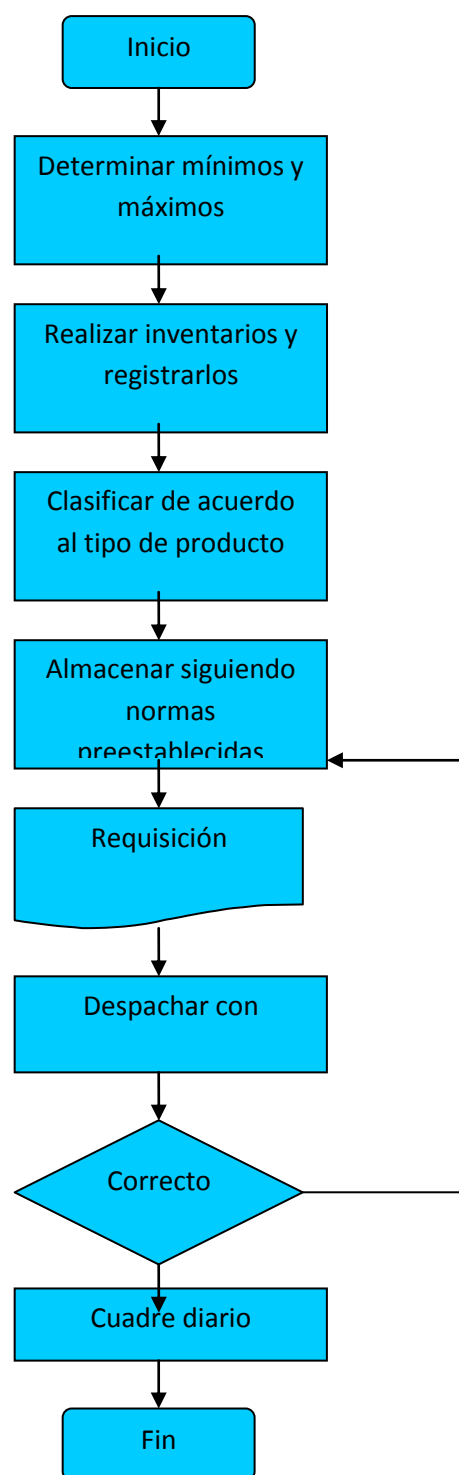 Inicio
Determinar mínimos y
máximos
Realizar inventarios y
registrarlos
Clasificar de acuerdo
al tipo de producto
Almacenar siguiendo
normas
preestablecidas
Requisición
Despachar con
Correcto
Cuadre diario
Fin